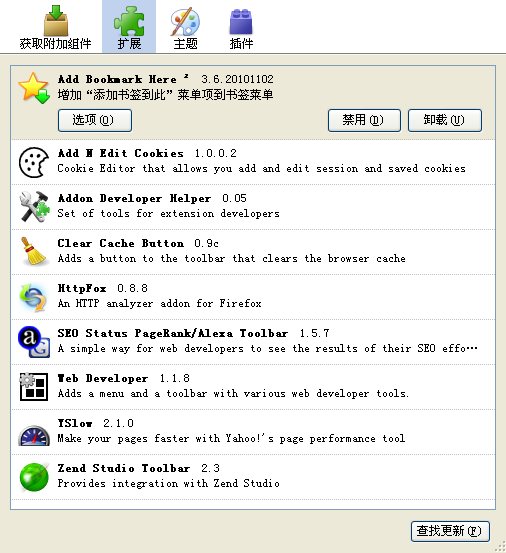 获取附加组件 扩展 主题 插件
Add Bookmark Here ² 3.6.20101102
增加“添加书签到此”菜单项到书签菜单
选项(O) 禁用(D) 卸载(U)
Add N Edit Cookies 1.0.0.2
Cookie Editor that allows you add and edit session and saved cookies
Addon Developer Helper 0.05
Set of tools for extension developers
Clear Cache Button 0.9c
Adds a button to the toolbar that clears the browser cache
HttpFox 0.8.8
An HTTP analyzer addon for Firefox
SEO Status PageRank/Alexa Toolbar 1.5.7
A simple way for web developers to see the results of their SEO effo…
Web Developer 1.1.8
Adds a menu and a toolbar with various web developer tools.
YSlow 2.1.0
Make your pages faster with Yahoo!'s page performance tool
Zend Studio Toolbar 2.3
Provides integration with Zend Studio
查找更新(F)